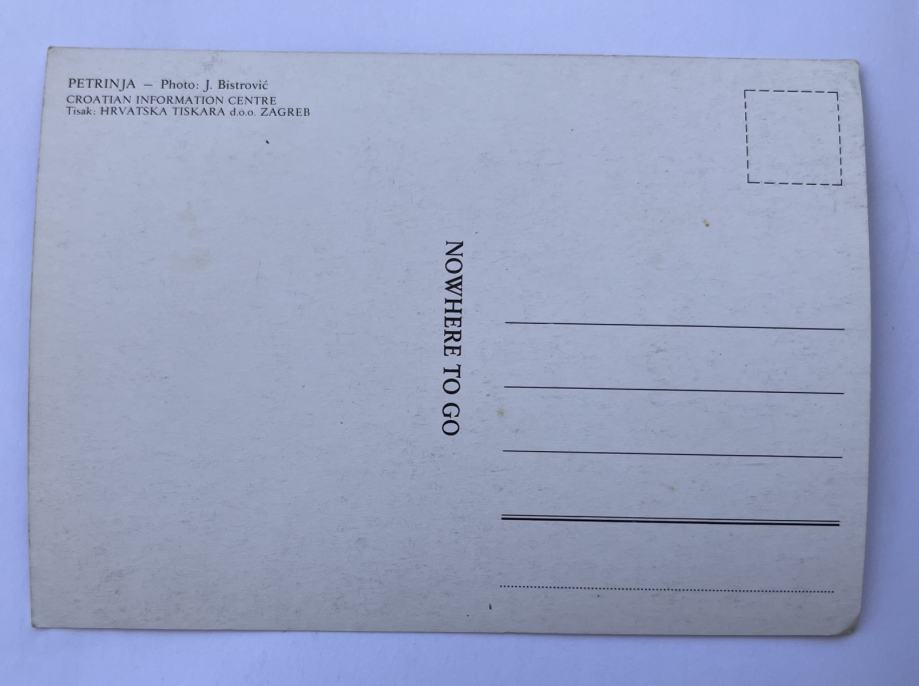 PETRINJA – Photo: J. Bistrović
CROATIAN INFORMATION CENTRE
Tisak: HRVATSKA TISKARA d.o.o. ZAGREB
NOWHERE TO GO